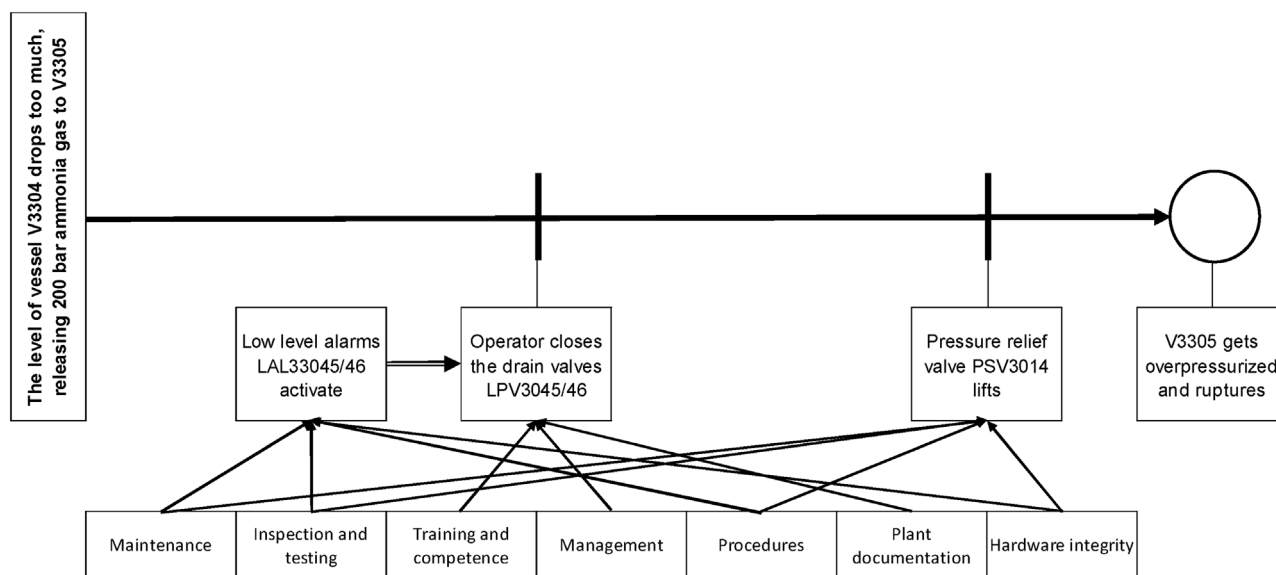 The level of vessel V3304 drops too much,
releasing 200 bar ammonia gas to V3305
Low level alarms
LAL33045/46
activate
Operator closes
the drain valves
LPV3045/46
Pressure relief
valve PSV3014
lifts
V3305 gets
overpressurized
and ruptures
Maintenance
Inspection and
testing
Training and
competence
Management
Procedures
Plant
documentation
Hardware integrity